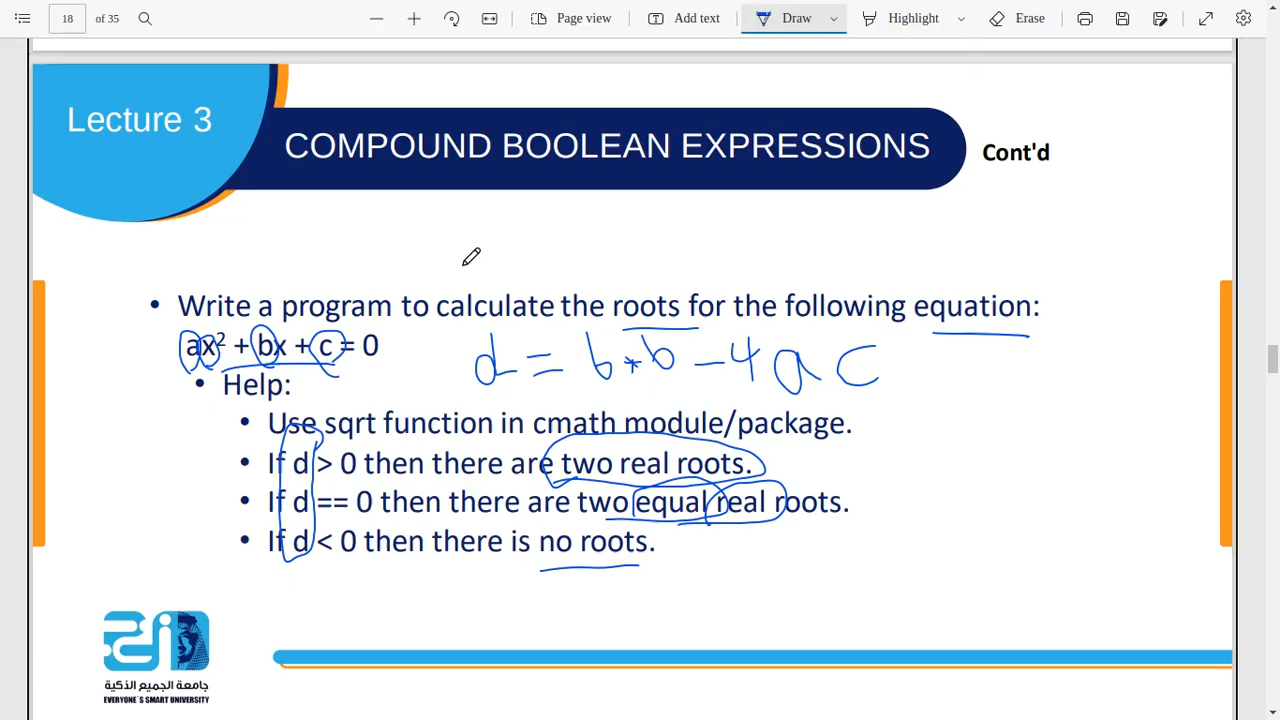 18 of 35 Page view Add text Draw Highlight Erase
Lecture 3
COMPOUND BOOLEAN EXPRESSIONS Cont'd
• Write a program to calculate the roots for the following equation:
ax² + bx + c = 0
d = b * b - 4 a c
• Help:
• Use sqrt function in cmath module/package.
• If d > 0 then there are two real roots.
• If d == 0 then there are two equal real roots.
• If d < 0 then there is no roots.
جامعة الجميع الذكية
EVERYONE`S SMART UNIVERSITY